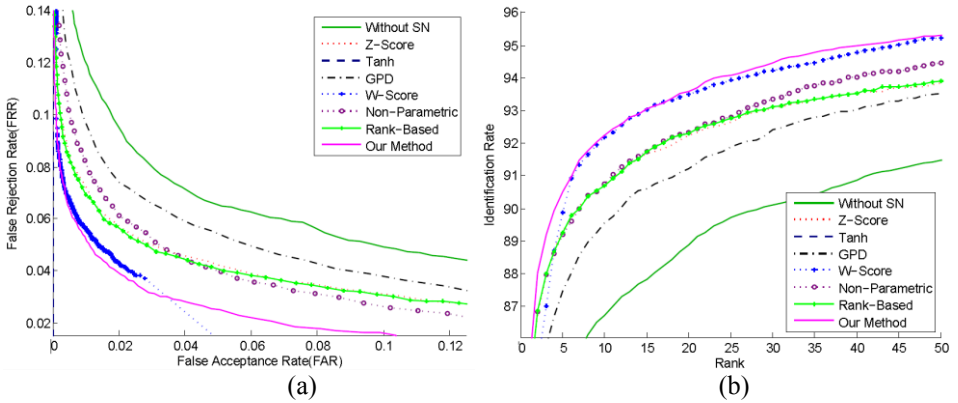 0.14
0.12
0.1
0.08
0.06
0.04
0.02
False Rejection Rate(FRR)
Without SN
Z-Score
Tanh
GPD
W-Score
Non-Parametric
Rank-Based
Our Method
0 0.02 0.04 0.06 0.08 0.1 0.12
False Acceptance Rate(FAR)
(a)
96
95
94
93
92
91
90
89
88
87
Identification Rate
Without SN
Z-Score
Tanh
GPD
W-Score
Non-Parametric
Rank-Based
Our Method
0 5 10 15 20 25 30 35 40 45 50
Rank
(b)